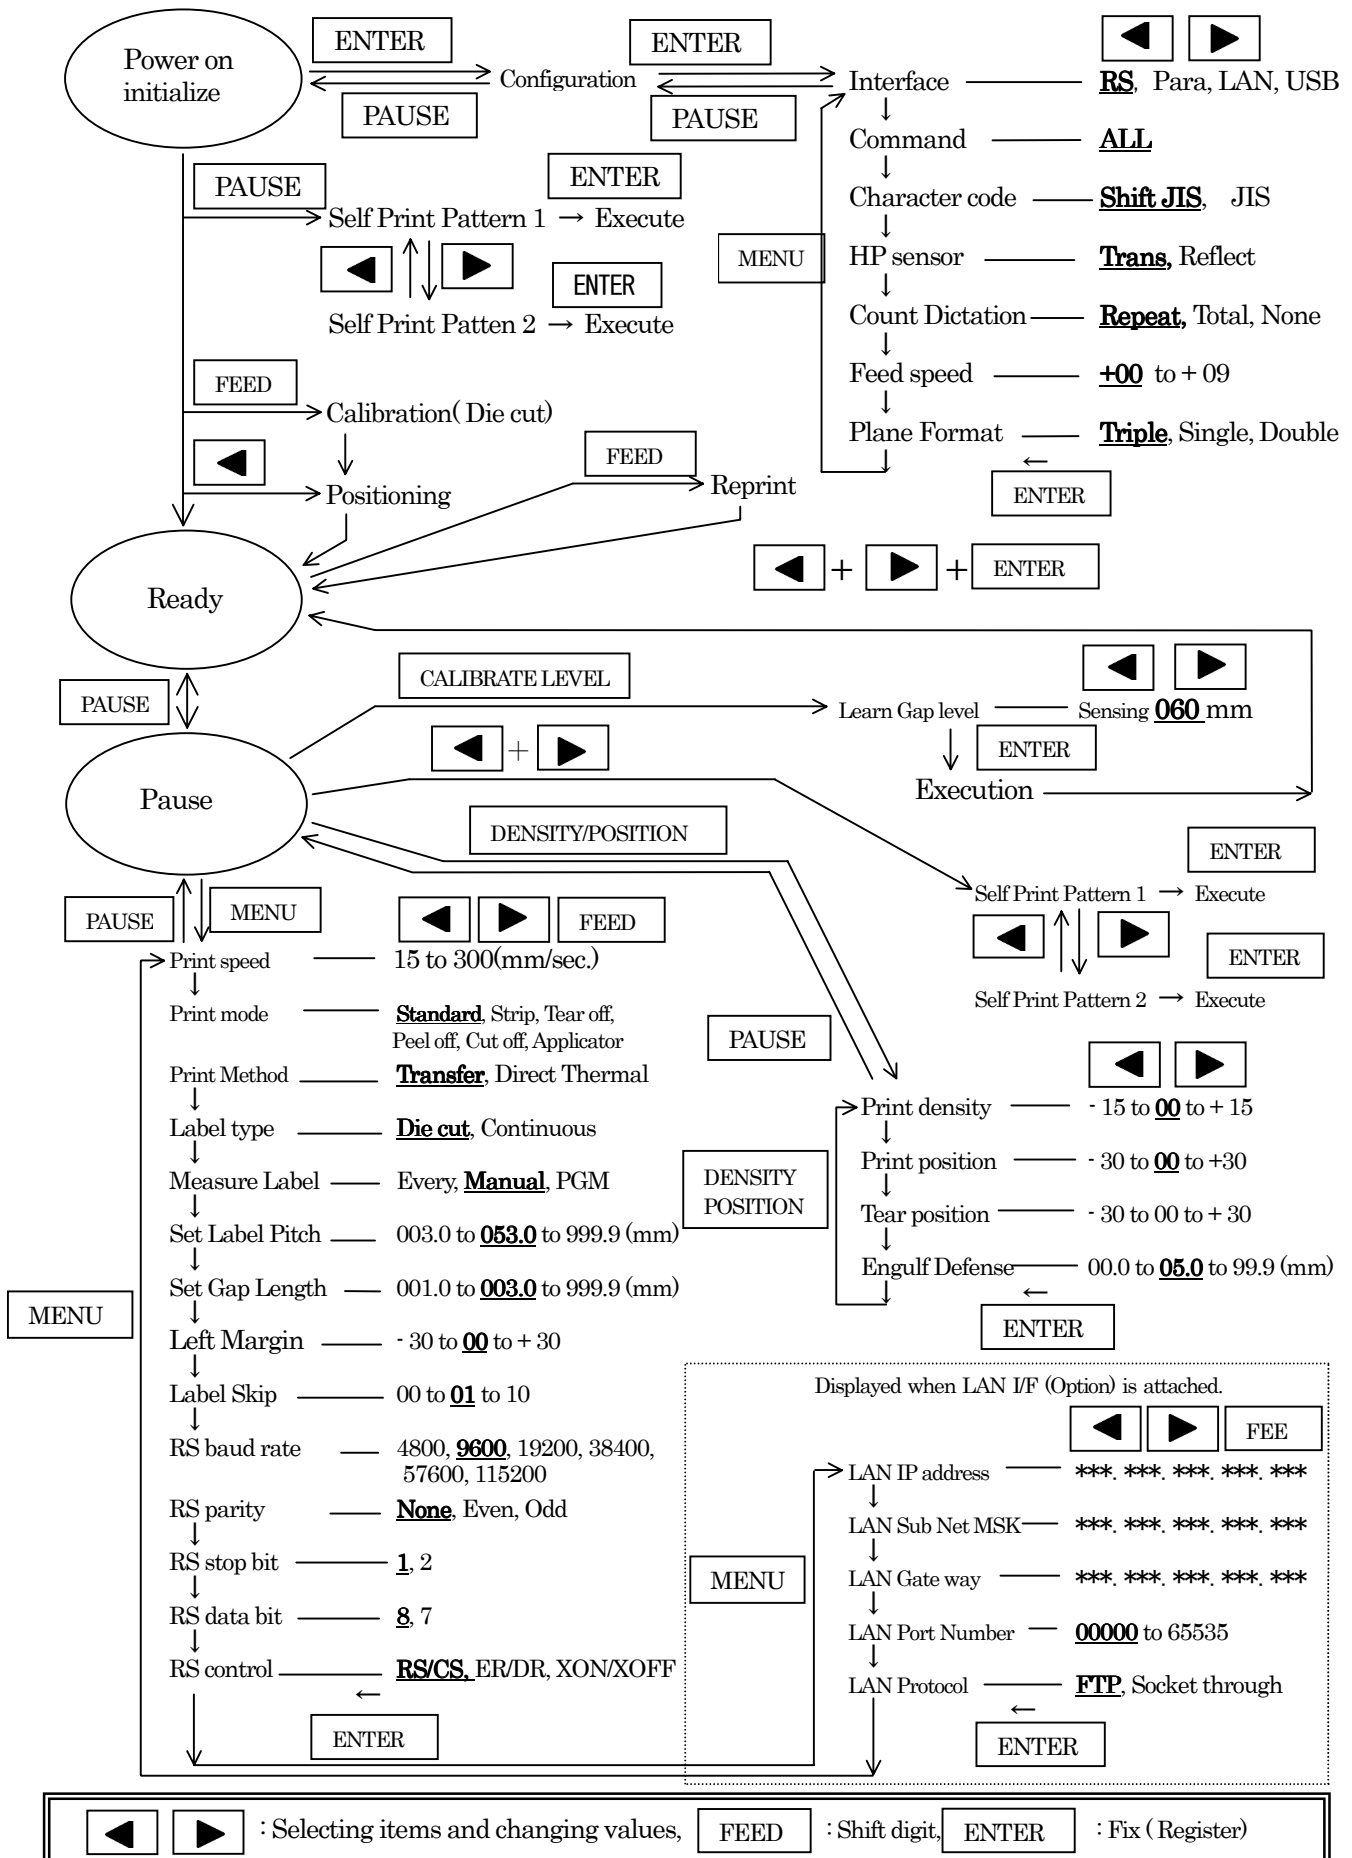 Power on
initialize
ENTER
PAUSE
Configuration
ENTER
PAUSE
Interface RS, Para, LAN, USB
Command ALL
Character code Shift JIS, JIS
HP sensor Trans, Reflect
Count Dictation Repeat, Total, None
Feed speed +00 to + 09
Plane Format Triple, Single, Double
← ENTER
MENU
PAUSE
ENTER
Self Print Pattern 1 → Execute
ENTER
Self Print Patten 2 → Execute
FEED
Calibration( Die cut)
Positioning
FEED
Reprint
+ + ENTER
Ready
PAUSE
CALIBRATE LEVEL
Learn Gap level Sensing 060 mm
ENTER
Execution
+
Pause
DENSITY/POSITION
ENTER
Self Print Pattern 1 → Execute
ENTER
Self Print Pattern 2 → Execute
PAUSE
MENU
FEED
Print speed 15 to 300(mm/sec.)
Print mode Standard, Strip, Tear off,
Peel off, Cut off, Applicator
Print Method Transfer, Direct Thermal
Label type Die cut, Continuous
Measure Label Every, Manual, PGM
Set Label Pitch 003.0 to 053.0 to 999.9 (mm)
Set Gap Length 001.0 to 003.0 to 999.9 (mm)
Left Margin - 30 to 00 to + 30
Label Skip 00 to 01 to 10
RS baud rate 4800, 9600, 19200, 38400,
57600, 115200
RS parity None, Even, Odd
RS stop bit 1, 2
RS data bit 8, 7
RS control RS/CS, ER/DR, XON/XOFF
← ENTER
MENU
PAUSE
Print density - 15 to 00 to + 15
Print position - 30 to 00 to +30
Tear position - 30 to 00 to + 30
Engulf Defense 00.0 to 05.0 to 99.9 (mm)
← ENTER
DENSITY
POSITION
Displayed when LAN I/F (Option) is attached.
FEE
LAN IP address ***. ***. ***. ***. ***
LAN Sub Net MSK ***. ***. ***. ***. ***
LAN Gate way ***. ***. ***. ***. ***
LAN Port Number 00000 to 65535
LAN Protocol FTP, Socket through
← ENTER
MENU
: Selecting items and changing values, FEED : Shift digit, ENTER : Fix ( Register)